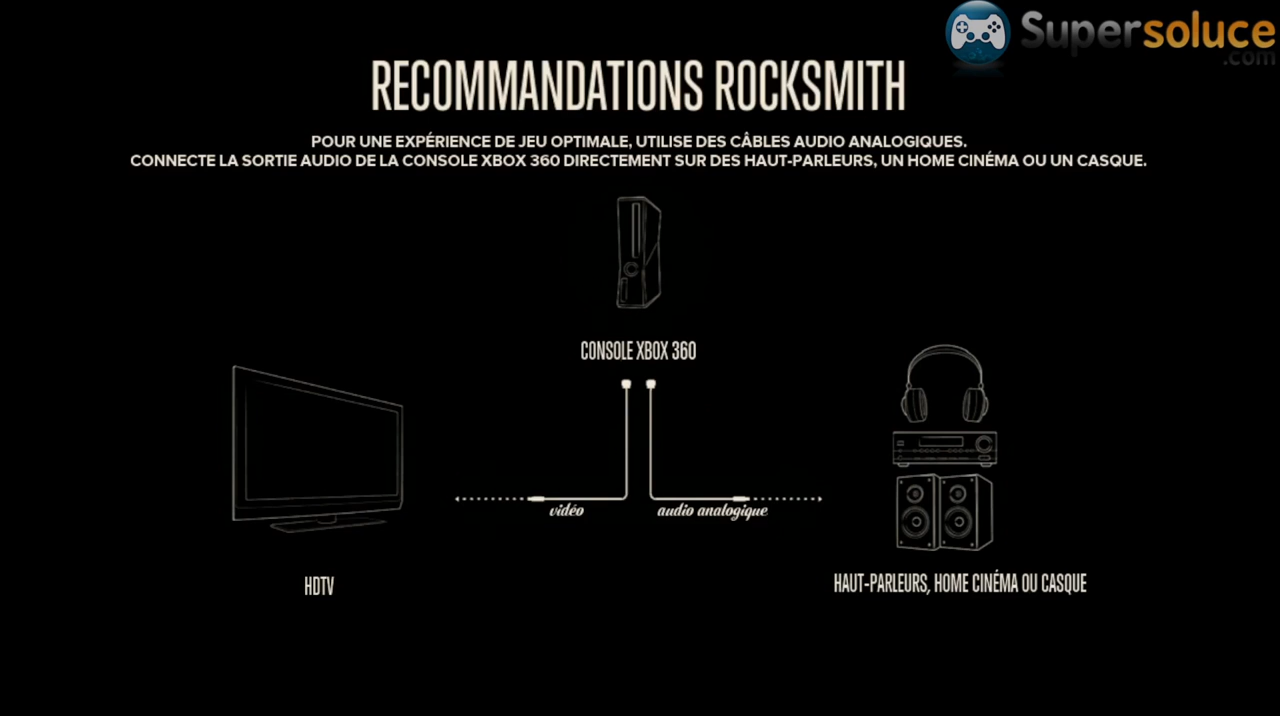 Supersoluce
.com
RECOMMANDATIONS ROCKSMITH
POUR UNE EXPÉRIENCE DE JEU OPTIMALE, UTILISE DES CÂBLES AUDIO ANALOGIQUES.
CONNECTE LA SORTIE AUDIO DE LA CONSOLE XBOX 360 DIRECTEMENT SUR DES HAUT-PARLEURS, UN HOME CINÉMA OU UN CASQUE.
CONSOLE XBOX 360
vidéo
audio analogique
HDTV
HAUT-PARLEURS, HOME CINÉMA OU CASQUE